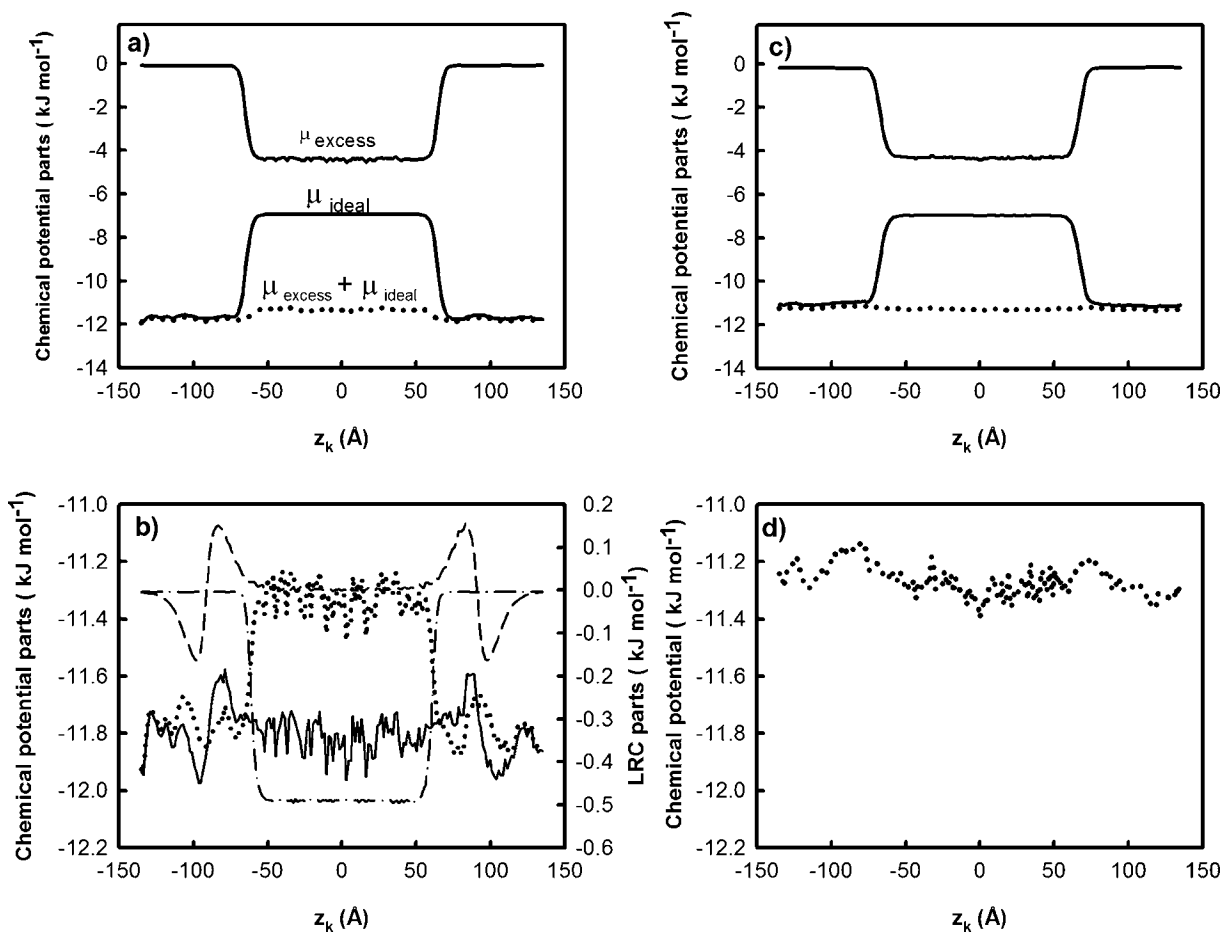 a)
Chemical potential parts ( kJ mol-1)
0
-2
-4
-6
-8
-10
-12
-14
μ excess
μ ideal
μ excess + μ ideal
-150 -100 -50 0 50 100 150
zk (Å)
c)
Chemical potential parts ( kJ mol-1)
0
-2
-4
-6
-8
-10
-12
-14
-150 -100 -50 0 50 100 150
zk (Å)
b)
Chemical potential parts ( kJ mol-1)
-11.0
-11.2
-11.4
-11.6
-11.8
-12.0
-12.2
0.2
0.1
0.0
-0.1
-0.2
-0.3
-0.4
-0.5
-0.6
LRC parts ( kJ mol-1)
-150 -100 -50 0 50 100 150
zk (Å)
d)
Chemical potential ( kJ mol-1)
-11.0
-11.2
-11.4
-11.6
-11.8
-12.0
-12.2
-150 -100 -50 0 50 100 150
zk (Å)